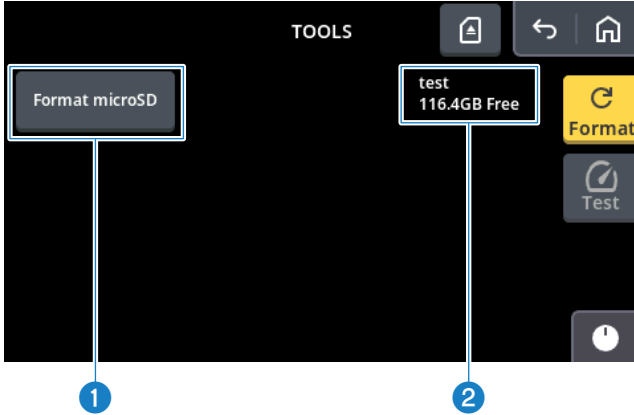 TOOLS
Format microSD
test
116.4GB Free
Format
Test
1
2